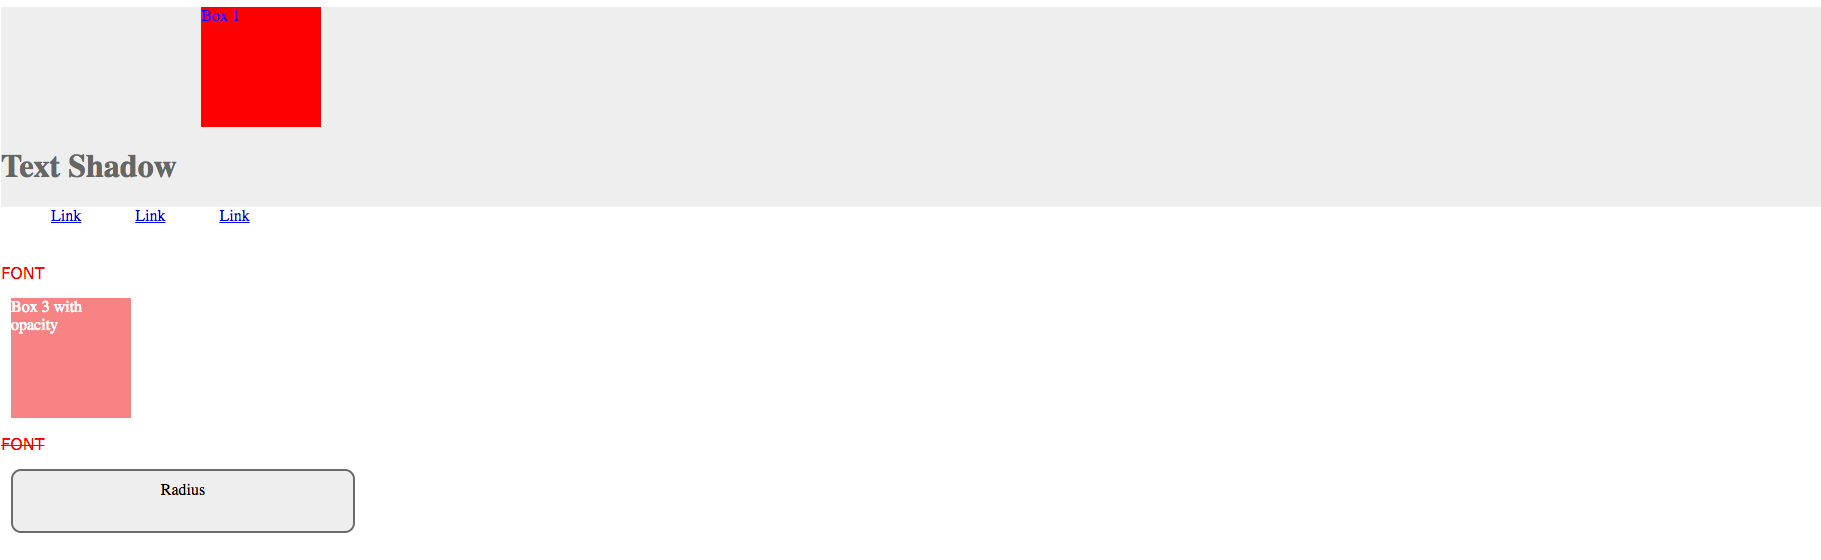 Box 1
Text Shadow
Link Link Link
FONT
Box 3 with
opacity
FONT
Radius